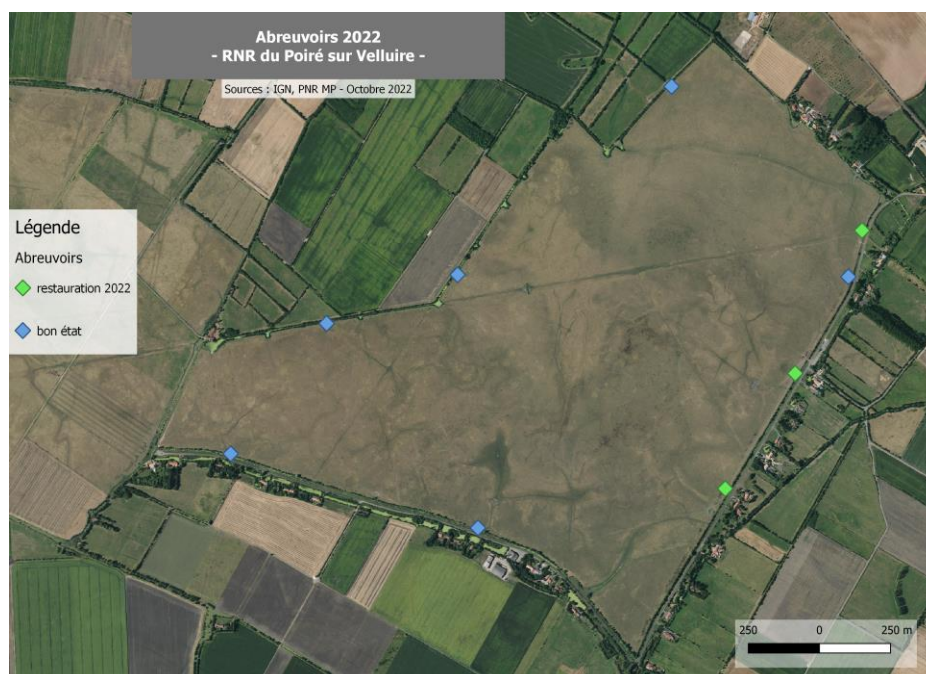 Abreuvoirs 2022
- RNR du Poiré sur Velluire -
Sources : IGN, PNR MP - Octobre 2022
Légende
Abreuvoirs
restauration 2022
bon état
250 0 250 m